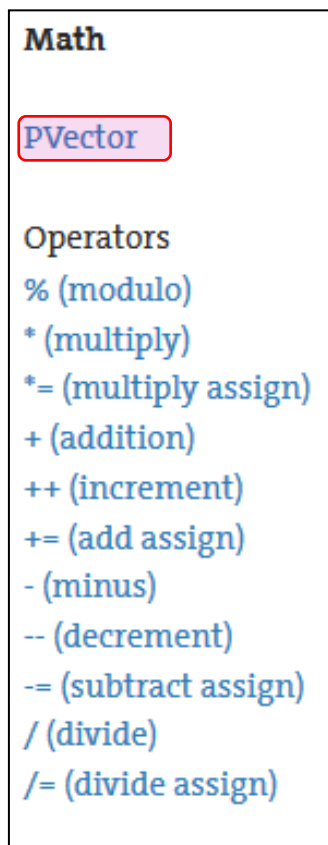 Math
PVector
Operators
% (modulo)
* (multiply)
*= (multiply assign)
+ (addition)
++ (increment)
+= (add assign)
- (minus)
-- (decrement)
-= (subtract assign)
/ (divide)
/= (divide assign)